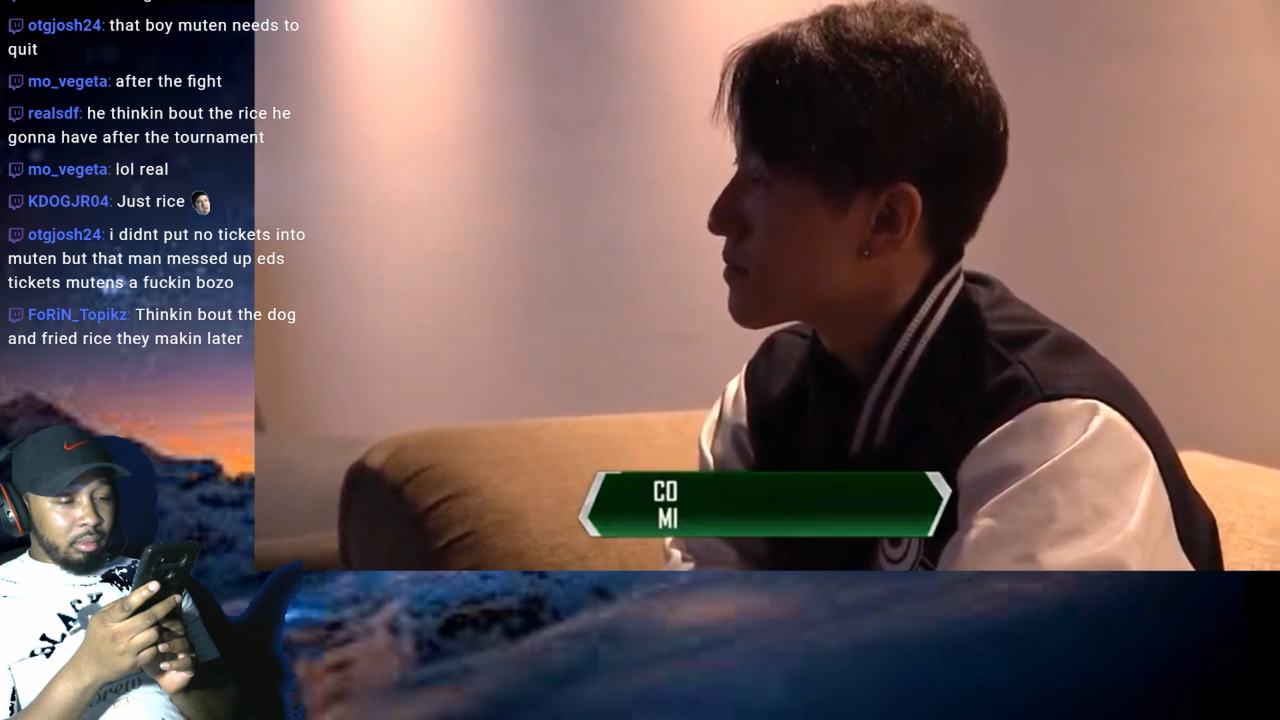 otgjosh24: that boy muten needs to
quit
mo_vegeta: after the fight
realsdf: he thinkin bout the rice he
gonna have after the tournament
mo_vegeta: lol real
KDOGJR04: Just rice
otgjosh24: i didnt put no tickets into
muten but that man messed up eds
tickets mutens a fuckin bozo
FoRiN_Topikz: Thinkin bout the dog
and fried rice they makin later
CO
MI
BLACK